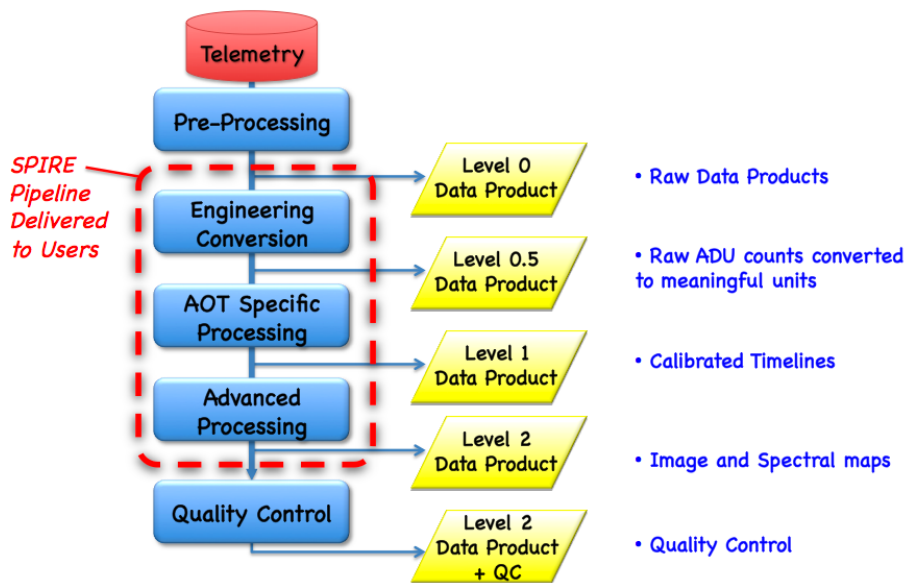 Telemetry
Pre-Processing
SPIRE
Pipeline
Delivered
to Users
Level 0
Data Product
• Raw Data Products
Engineering
Conversion
Level 0.5
Data Product
• Raw ADU counts converted
to meaningful units
AOT Specific
Processing
Level 1
Data Product
• Calibrated Timelines
Advanced
Processing
Level 2
Data Product
• Image and Spectral maps
Quality Control
Level 2
Data Product
+ QC
• Quality Control